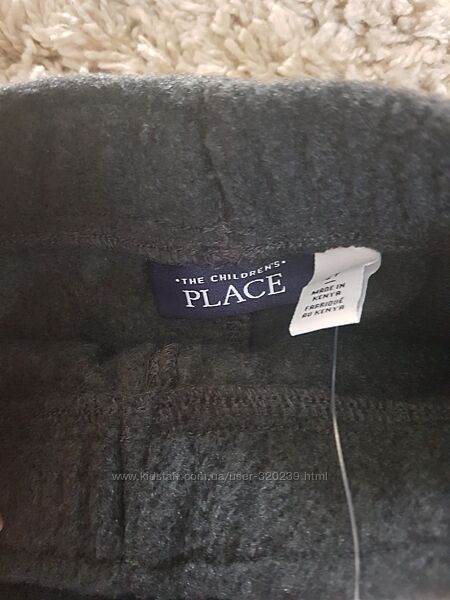 •THE CHILDREN'S•
PLACE
MADE IN
KENYA
FABRIQUÉ
AU KENYA
www.kidstaff.com.ua/user-320239.html